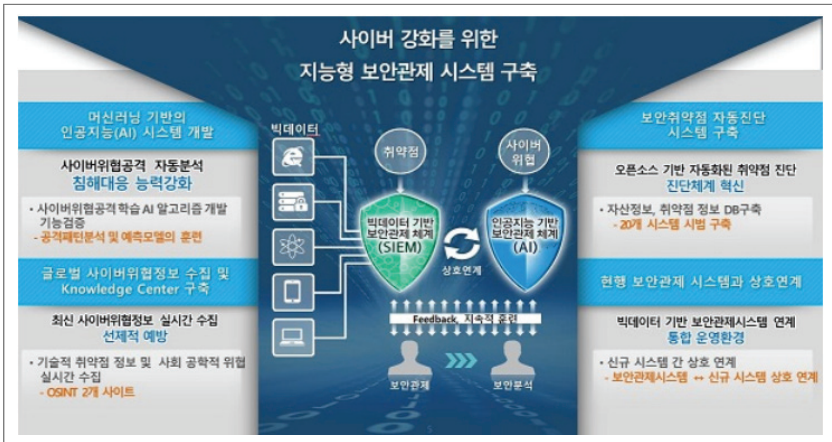 사이버 강화를 위한
지능형 보안관제 시스템 구축
머신러닝 기반의
인공지능(AI) 시스템 개발
사이버위협공격 자동분석
침해대응 능력강화
· 사이버위협공격 학습 AI 알고리즘 개발
기능검증
- 공격패턴분석 및 예측모델의 훈련
글로벌 사이버위협정보 수집 및
Knowledge Center 구축
최신 사이버위협정보 실시간 수집
선제적 예방
· 기술적 취약점 정보 및 사회 공학적 위협
실시간 수집
- OSINT 2개 사이트
빅데이터
취약점
사이버
위협
빅데이터 기반
보안관제 체계
(SIEM)
상호연계
인공지능 기반
보안관제 체계
(AI)
Feedback, 지속적 훈련
보안관제
보안분석
보안취약점 자동진단
시스템 구축
오픈소스 기반 자동화된 취약점 진단
진단체계 혁신
· 자산정보, 취약점 정보 DB구축
- 20개 시스템 시범 구축
현행 보안관제 시스템과 상호연계
빅데이터 기반 보안관제시스템 연계
통합 운영환경
· 신규 시스템 간 상호 연계
- 보안관제시스템 ↔ 신규 시스템 상호 연계